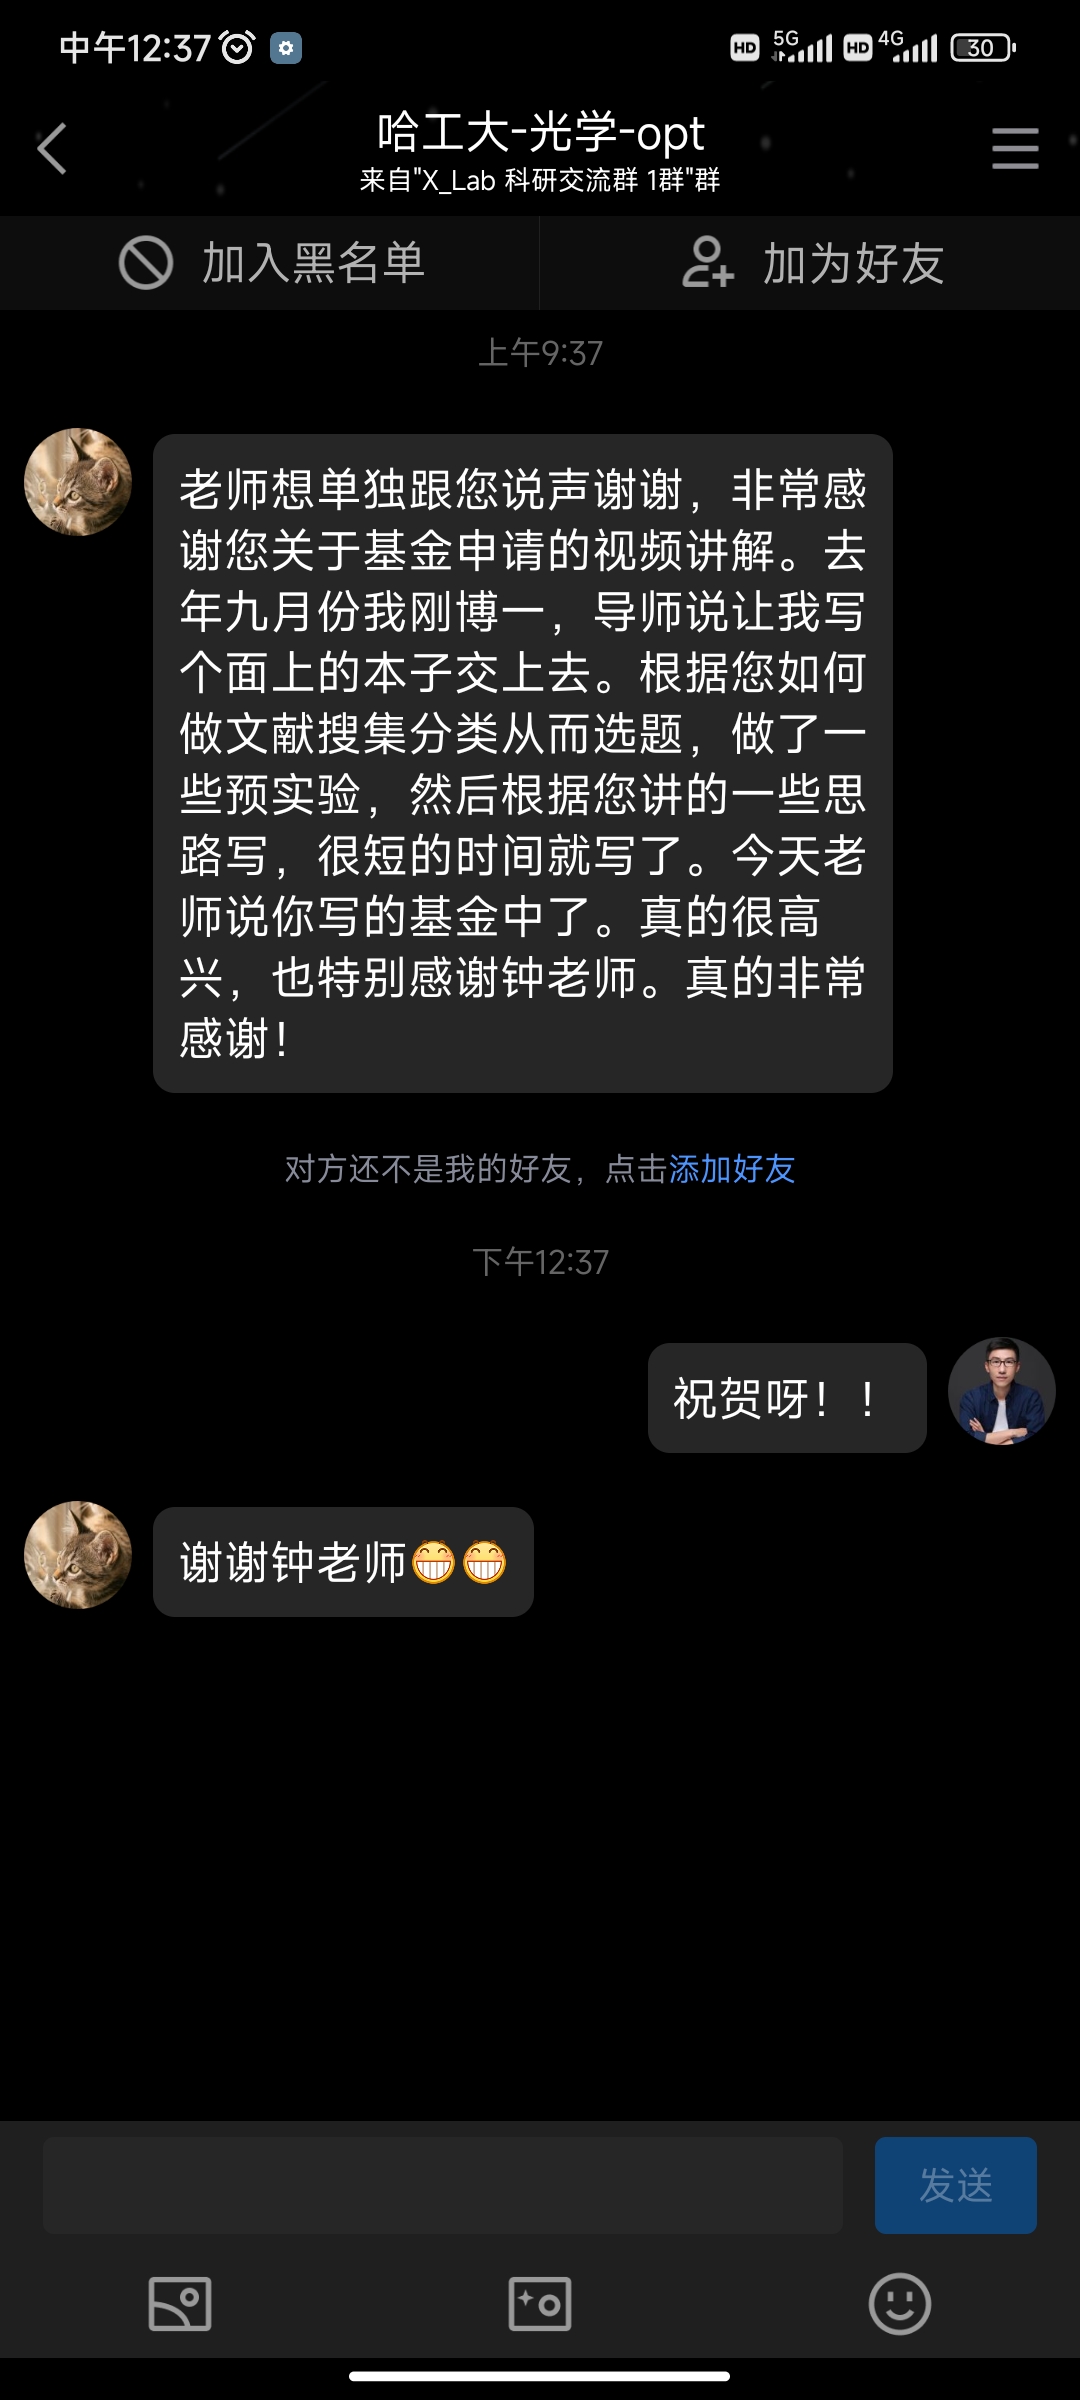 中午12:37
HD 5G HD 4G 30
哈工大-光学-opt
来自"X_Lab 科研交流群 1群"群
加入黑名单 加为好友
上午9:37
老师想单独跟您说声谢谢，非常感
谢您关于基金申请的视频讲解。去
年九月份我刚博一，导师说让我写
个面上的本子交上去。根据您如何
做文献搜集分类从而选题，做了一
些预实验，然后根据您讲的一些思
路写，很短的时间就写了。今天老
师说你写的基金中了。真的很高
兴，也特别感谢钟老师。真的非常
感谢！
对方还不是我的好友，点击添加好友
下午12:37
祝贺呀！！
谢谢钟老师😁😁
发送